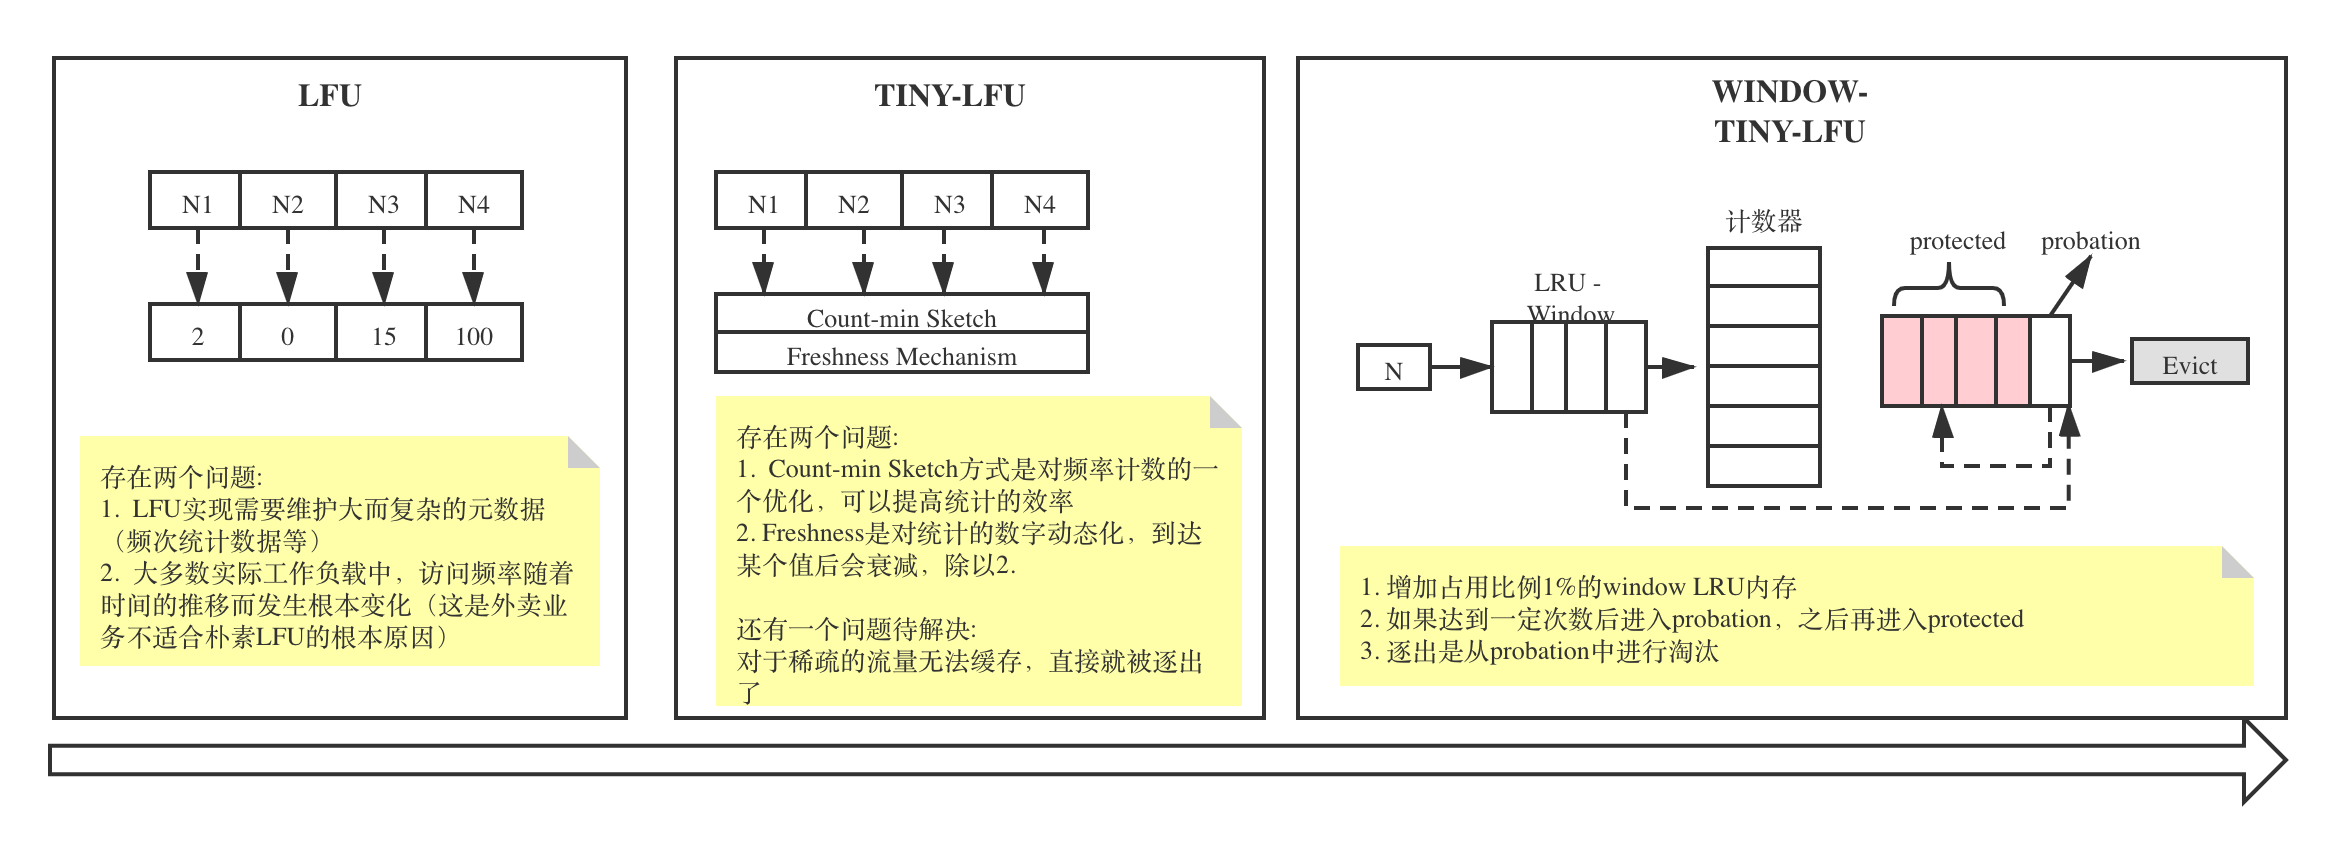 LFU
N1 N2 N3 N4
2 0 15 100
存在两个问题:
1. LFU实现需要维护大而复杂的元数据
（频次统计数据等）
2. 大多数实际工作负载中，访问频率随着
时间的推移而发生根本变化（这是外卖业
务不适合朴素LFU的根本原因）
TINY-LFU
N1 N2 N3 N4
Count-min Sketch
Freshness Mechanism
存在两个问题:
1. Count-min Sketch方式是对频率计数的一
个优化，可以提高统计的效率
2. Freshness是对统计的数字动态化，到达
某个值后会衰减，除以2.
还有一个问题待解决:
对于稀疏的流量无法缓存，直接就被逐出
了
WINDOW-
TINY-LFU
计数器
protected probation
LRU -
Window
N
Evict
1. 增加占用比例1%的window LRU内存
2. 如果达到一定次数后进入probation，之后再进入protected
3. 逐出是从probation中进行淘汰